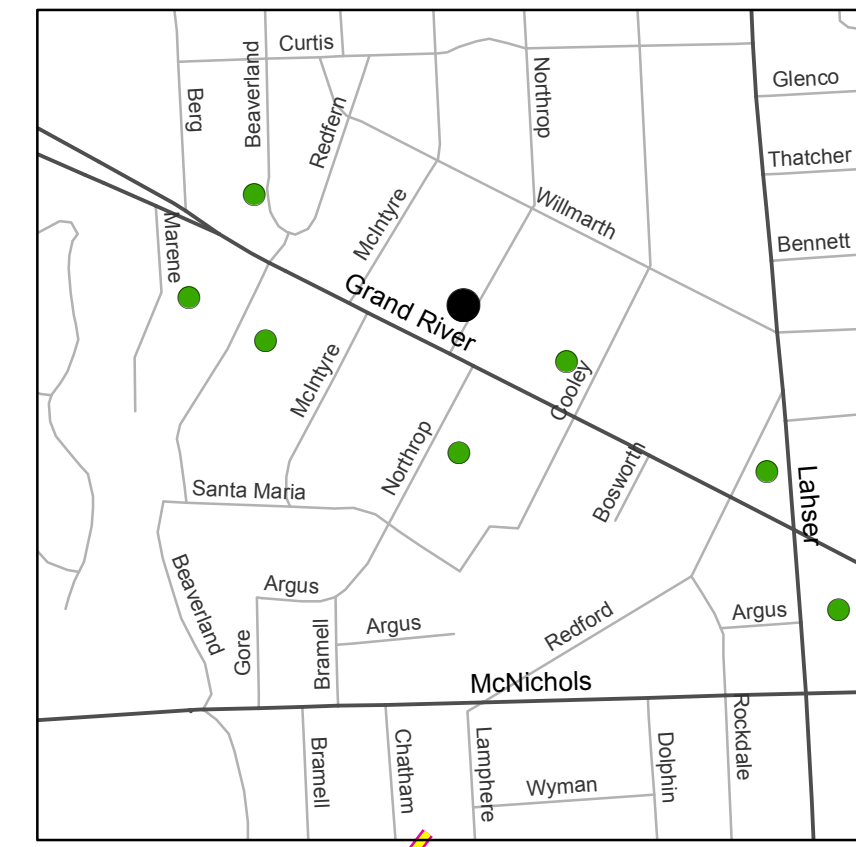 Curtis
Glenco
Berg
Beaverland
Redfern
Northrop
Thatcher
McIntyre
Willmarth
Marene
Bennett
Grand River
McIntyre
Cooley
Northrop
Bosworth
Santa Maria
Lahser
Beaverland
Argus
Gore
Bramell
Argus
Redford
Argus
McNichols
Bramell
Chatham
Lamphere
Wyman
Dolphin
Rockdale